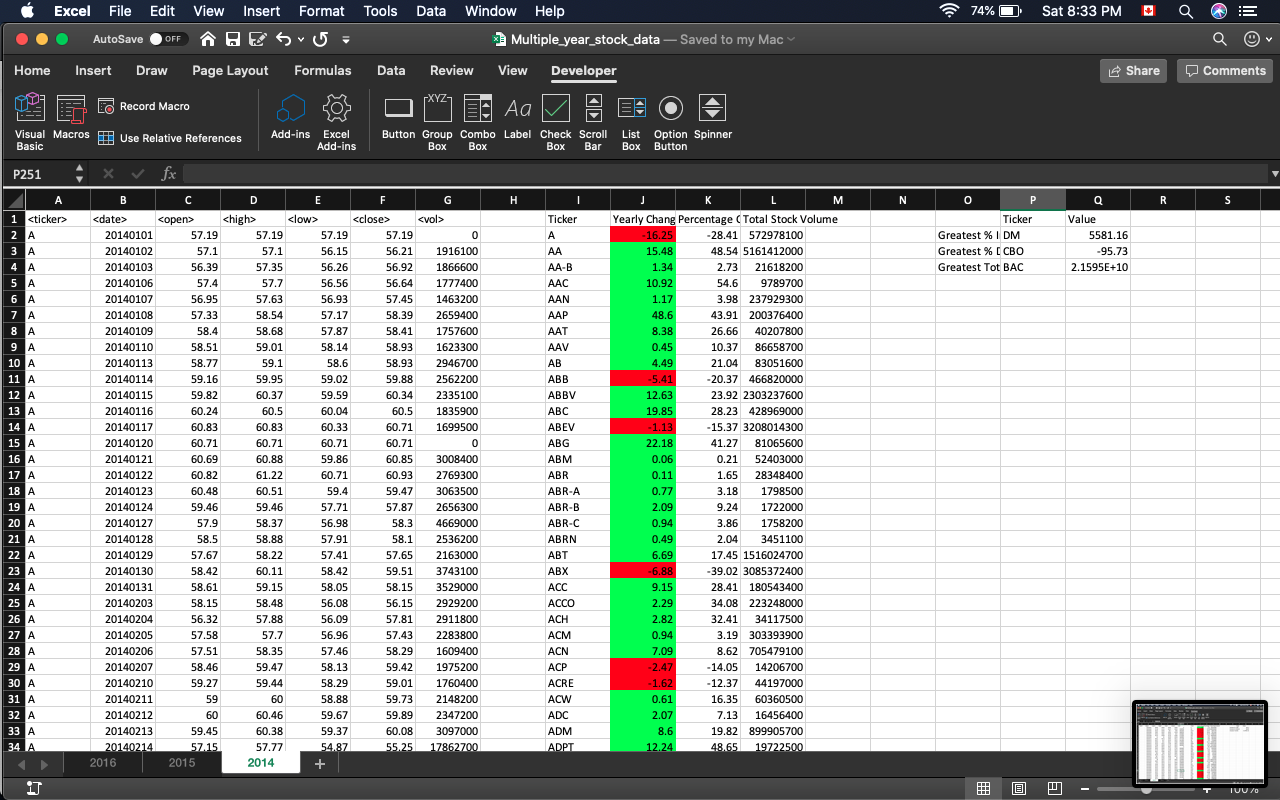 Excel File Edit View Insert Format Tools Data Window Help 74% Sat 8:33 PM
AutoSave OFF Multiple_year_stock_data — Saved to my Mac
Home Insert Draw Page Layout Formulas Data Review View Developer Share Comments
Visual Basic Macros Record Macro Use Relative References Add-ins Excel Add-ins Button Group Box XYZ Combo Box Aa Label Check Box Scroll Bar List Box Option Button Spinner
P251 fx
A B C D E F G H I J K L M N O P Q R S
1 <ticker> <date> <open> <high> <low> <close> <vol> Ticker Yearly Chang Percentage C Total Stock Volume Ticker Value
2 A 20140101 57.19 57.19 57.19 57.19 0 A -16.25 -28.41 572978100 Greatest % I DM 5581.16
3 A 20140102 57.1 57.1 56.15 56.21 1916100 AA 15.48 48.54 5161412000 Greatest % D CBO -95.73
4 A 20140103 56.39 57.35 56.26 56.92 1866600 AA-B 1.34 2.73 21618200 Greatest Tot BAC 2.1595E+10
5 A 20140106 57.4 57.7 56.56 56.64 1777400 AAC 10.92 54.6 9789700
6 A 20140107 56.95 57.63 56.93 57.45 1463200 AAN 1.17 3.98 237929300
7 A 20140108 57.33 58.54 57.17 58.39 2659400 AAP 48.6 43.91 200376400
8 A 20140109 58.4 58.68 57.87 58.41 1757600 AAT 8.38 26.66 40207800
9 A 20140110 58.51 59.01 58.14 58.93 1623300 AAV 0.45 10.37 86658700
10 A 20140113 58.77 59.1 58.6 58.93 2946700 AB 4.49 21.04 83051600
11 A 20140114 59.16 59.95 59.02 59.88 2562200 ABB -5.41 -20.37 466820000
12 A 20140115 59.82 60.37 59.59 60.34 2335100 ABBV 12.63 23.92 2303237600
13 A 20140116 60.24 60.5 60.04 60.5 1835900 ABC 19.85 28.23 428969000
14 A 20140117 60.83 60.83 60.33 60.71 1699500 ABEV -1.13 -15.37 3208014300
15 A 20140120 60.71 60.71 60.71 60.71 0 ABG 22.18 41.27 81065600
16 A 20140121 60.69 60.88 59.86 60.85 3008400 ABM 0.06 0.21 52403000
17 A 20140122 60.82 61.22 60.71 60.93 2769300 ABR 0.11 1.65 28348400
18 A 20140123 60.48 60.51 59.4 59.47 3063500 ABR-A 0.77 3.18 1798500
19 A 20140124 59.46 59.46 57.71 57.87 2656300 ABR-B 2.09 9.24 1722000
20 A 20140127 57.9 58.37 56.98 58.3 4669000 ABR-C 0.94 3.86 1758200
21 A 20140128 58.5 58.88 57.91 58.1 2536200 ABRN 0.49 2.04 3451100
22 A 20140129 57.67 58.22 57.41 57.65 2163000 ABT 6.69 17.45 1516024700
23 A 20140130 58.42 60.11 58.42 59.51 3743100 ABX -6.88 -39.02 3085372400
24 A 20140131 58.61 59.15 58.05 58.15 3529000 ACC 9.15 28.41 180543400
25 A 20140203 58.15 58.48 56.08 56.15 2929200 ACCO 2.29 34.08 223248000
26 A 20140204 56.32 57.88 56.09 57.81 2911800 ACH 2.82 32.41 34117500
27 A 20140205 57.58 57.7 56.96 57.43 2283800 ACM 0.94 3.19 303393900
28 A 20140206 57.51 58.35 57.46 58.29 1609400 ACN 7.09 8.62 705479100
29 A 20140207 58.46 59.47 58.13 59.42 1975200 ACP -2.47 -14.05 14206700
30 A 20140210 59.27 59.44 58.29 59.01 1760400 ACRE -1.62 -12.37 44197000
31 A 20140211 59 60 58.88 59.73 2148200 ACW 0.61 16.35 60360500
32 A 20140212 60 60.46 59.67 59.89 2347200 ADC 2.07 7.13 16456400
33 A 20140213 59.45 60.38 59.37 60.08 3097000 ADM 8.6 19.82 899905700
34 A 20140214 57.15 57.77 54.87 55.25 17862700 ADPT 12.24 48.65 19722500
2016 2015 2014 +
100%